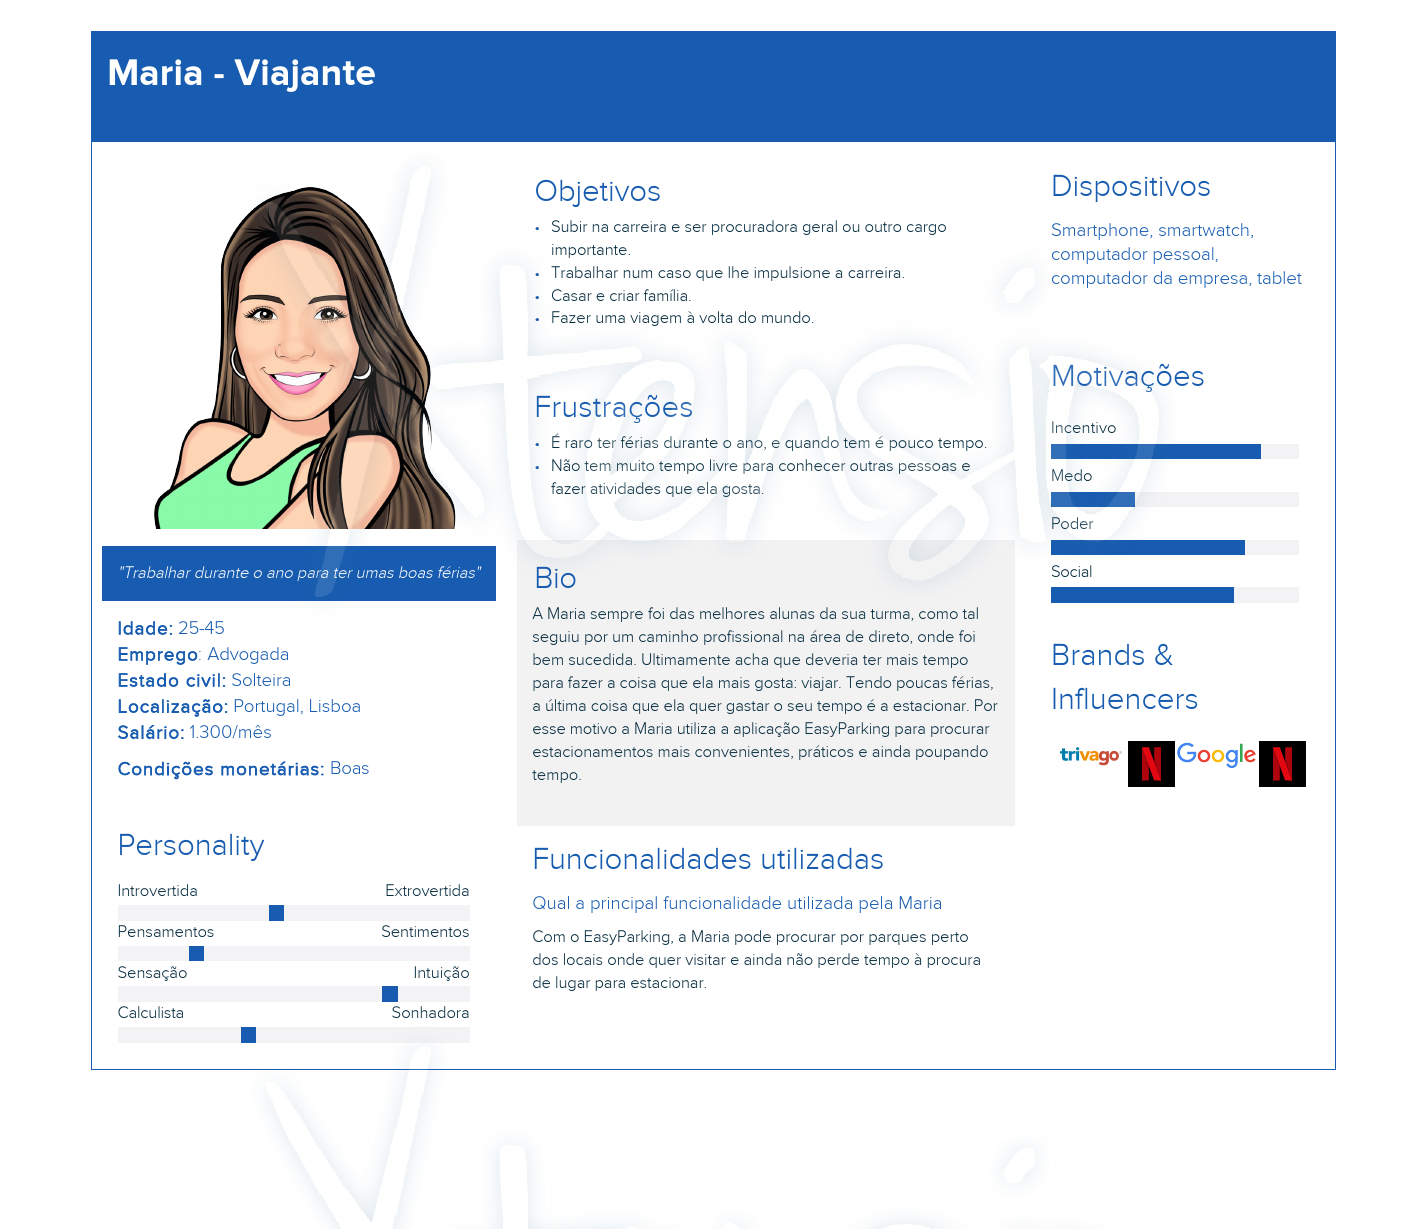 Maria - Viajante
"Trabalhar durante o ano para ter umas boas férias"
Idade: 25-45
Emprego: Advogada
Estado civil: Solteira
Localização: Portugal, Lisboa
Salário: 1.300/mês
Condições monetárias: Boas
Personality
Introvertida Extrovertida
Pensamentos Sentimentos
Sensação Intuição
Calculista Sonhadora
Objetivos
• Subir na carreira e ser procuradora geral ou outro cargo
importante.
• Trabalhar num caso que lhe impulsione a carreira.
• Casar e criar família.
• Fazer uma viagem à volta do mundo.
Frustrações
• É raro ter férias durante o ano, e quando tem é pouco tempo.
• Não tem muito tempo livre para conhecer outras pessoas e
fazer atividades que ela gosta.
Bio
A Maria sempre foi das melhores alunas da sua turma, como tal
seguiu por um caminho profissional na área de direto, onde foi
bem sucedida. Ultimamente acha que deveria ter mais tempo
para fazer a coisa que ela mais gosta: viajar. Tendo poucas férias,
a última coisa que ela quer gastar o seu tempo é a estacionar. Por
esse motivo a Maria utiliza a aplicação EasyParking para procurar
estacionamentos mais convenientes, práticos e ainda poupando
tempo.
Funcionalidades utilizadas
Qual a principal funcionalidade utilizada pela Maria
Com o EasyParking, a Maria pode procurar por parques perto
dos locais onde quer visitar e ainda não perde tempo à procura
de lugar para estacionar.
Dispositivos
Smartphone, smartwatch,
computador pessoal,
computador da empresa, tablet
Motivações
Incentivo
Medo
Poder
Social
Brands &
Influencers
trivago N Google N
Xtensio